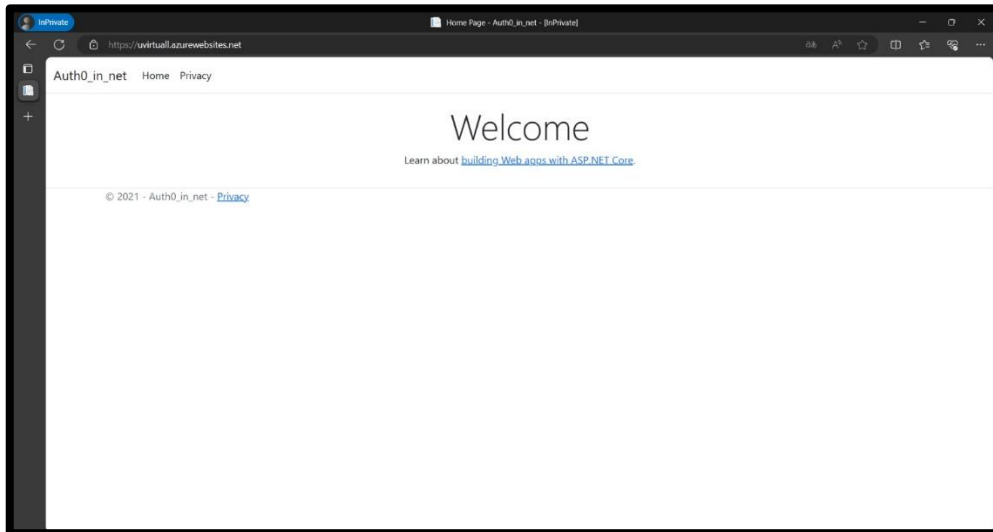 InPrivate
Home Page - Auth0_in_net - [InPrivate]
https://uvirtuall.azurewebsites.net
Auth0_in_net Home Privacy
Welcome
Learn about building Web apps with ASP.NET Core.
© 2021 - Auth0_in_net - Privacy